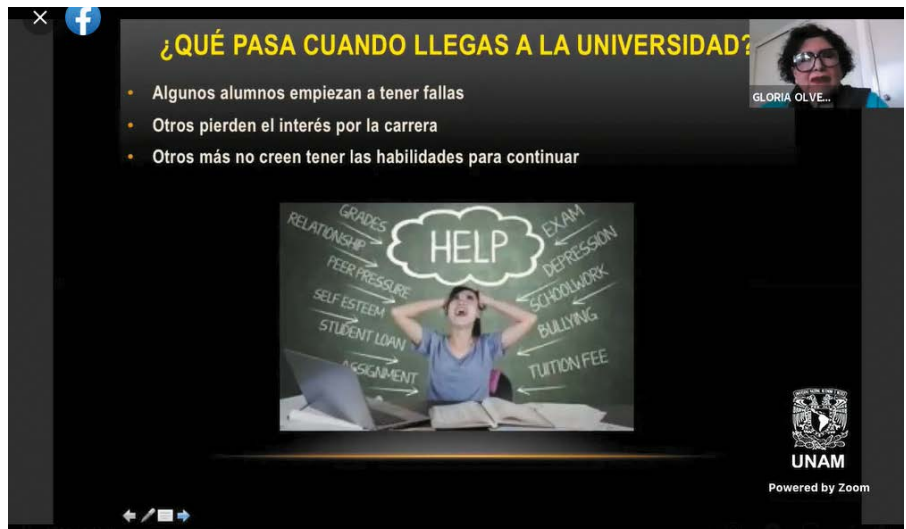 ¿QUÉ PASA CUANDO LLEGAS A LA UNIVERSIDAD?
GLORIA OLVE...
• Algunos alumnos empiezan a tener fallas
• Otros pierden el interés por la carrera
• Otros más no creen tener las habilidades para continuar
HELP
GRADES
RELATIONSHIP
PEER PRESSURE
SELF ESTEEM
STUDENT LOAN
ASSIGNMENT
EXAM
DEPRESSION
SCHOOLWORK
BULLYING
TUITION FEE
UNAM
Powered by Zoom